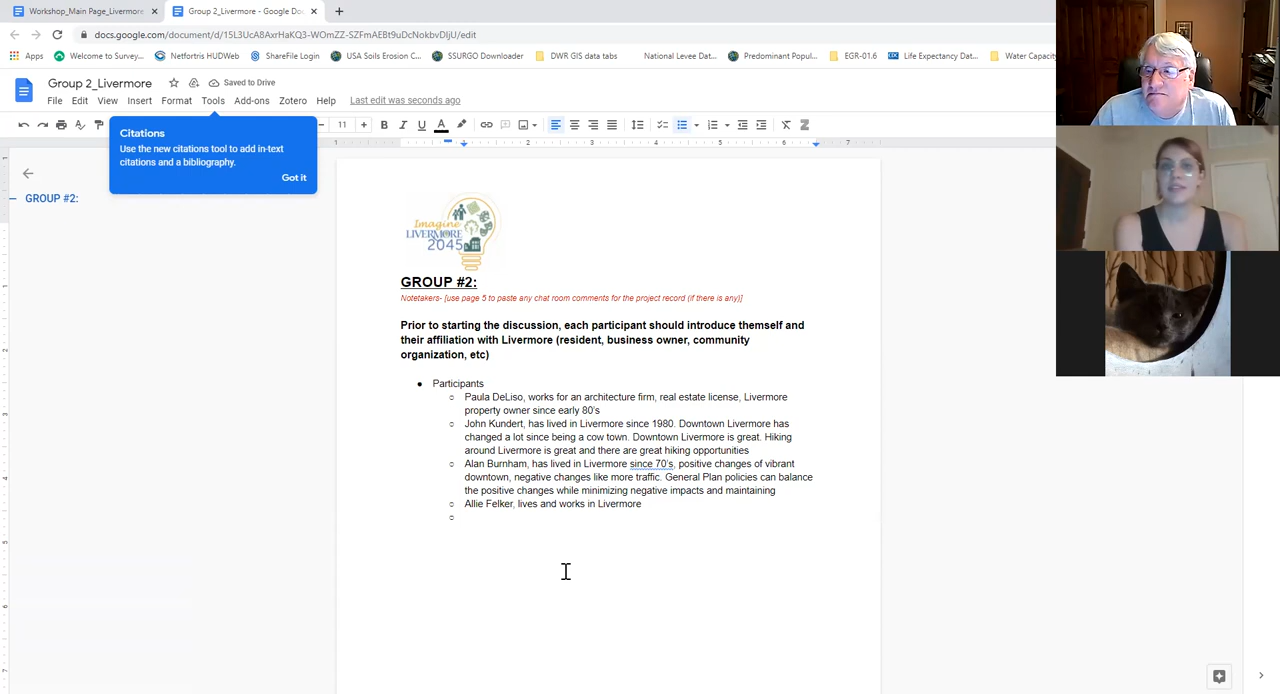 Workshop_Main Page_Livermore
Group 2_Livermore - Google Doc
docs.google.com/document/d/15L3UcA8AxrHaKQ3-WOmZZ-SZFmAEBt9uDcNokbvDIjU/edit
Apps Welcome to Survey... Netfortris HUDWeb ShareFile Login USA Soils Erosion C... SSURGO Downloader DWR GIS data tabs National Levee Dat... Predominant Popul... EGR-01.6 Life Expectancy Dat... Water Capacity
Group 2_Livermore Saved to Drive
File Edit View Insert Format Tools Add-ons Zotero Help Last edit was seconds ago
11 B I U A Z
Citations
Use the new citations tool to add in-text
citations and a bibliography.
Got it
1 1 2 3 4 5 6 7
GROUP #2:
Imagine
LIVERMORE
2045
GROUP #2:
Notetakers- [use page 5 to paste any chat room comments for the project record (if there is any)]
Prior to starting the discussion, each participant should introduce themself and
their affiliation with Livermore (resident, business owner, community
organization, etc)
● Participants
○ Paula DeLiso, works for an architecture firm, real estate license, Livermore
property owner since early 80's
○ John Kundert, has lived in Livermore since 1980. Downtown Livermore has
changed a lot since being a cow town. Downtown Livermore is great. Hiking
around Livermore is great and there are great hiking opportunities
○ Alan Burnham, has lived in Livermore since 70's, positive changes of vibrant
downtown, negative changes like more traffic. General Plan policies can balance
the positive changes while minimizing negative impacts and maintaining
○ Allie Felker, lives and works in Livermore
○